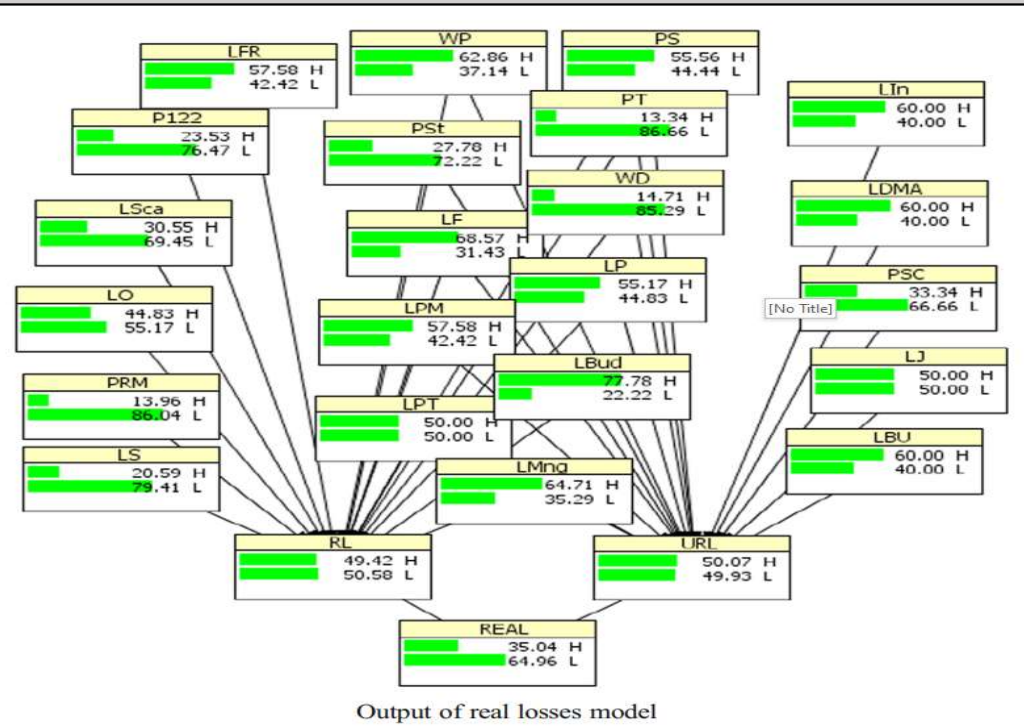 LFR
57.58 H
42.42 L
WP
62.86 H
37.14 L
PS
55.56 H
44.44 L
LIn
60.00 H
40.00 L
P122
23.53 H
76.47 L
PSt
27.78 H
72.22 L
PT
13.34 H
86.66 L
WD
14.71 H
85.29 L
LDMA
60.00 H
40.00 L
LSca
30.55 H
69.45 L
LF
68.57 H
31.43 L
LP
55.17 H
44.83 L
PSC
33.34 H
66.66 L
[No Title]
LO
44.83 H
55.17 L
LPM
57.58 H
42.42 L
LBud
77.78 H
22.22 L
LJ
50.00 H
50.00 L
PRM
13.96 H
86.04 L
LPT
50.00 H
50.00 L
LBU
60.00 H
40.00 L
LS
20.59 H
79.41 L
LMng
64.71 H
35.29 L
RL
49.42 H
50.58 L
URL
50.07 H
49.93 L
REAL
35.04 H
64.96 L
Output of real losses model